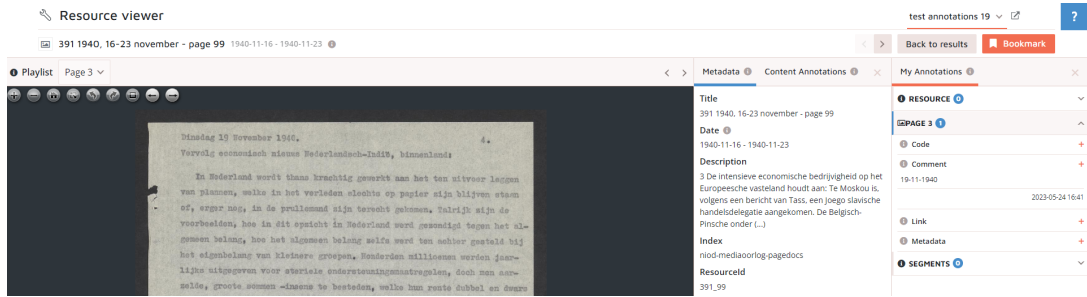 Resource viewer
test annotations 19
?
391 1940, 16-23 november - page 99 1940-11-16 - 1940-11-23
Back to results
Bookmark
Playlist Page 3
Metadata Content Annotations
My Annotations
Title
391 1940, 16-23 november - page 99
Date
1940-11-16 - 1940-11-23
Description
3 De intensieve economische bedrijvigheid op het
Europeesche vasteland houdt aan: Te Moskou is,
volgens een bericht van Tass, een joego slavische
handelsdelegatie aangekomen. De Belgisch-
Pinsche onder (...)
Index
niod-mediaoorlog-pagedocs
ResourceId
391_99
RESOURCE 0
PAGE 3 1
Code
Comment
19-11-1940
2023-05-24 16:41
Link
Metadata
SEGMENTS 0
Dinsdag 19 November 1940.
4.
Vervolg economisch nieuws Nederlandsch-Indië, binnenland:
In Nederland wordt thans krachtig gewerkt aan het ten uitvoer leggen
van plannen, welke in het verleden slechts op papier zijn blijven staan
of, erger nog, in de prullemand zijn terecht gekomen. Talrijk zijn de
voorbeelden, hoe in dit opzicht in Nederland werd gezondigd tegen het al-
gemeen belang, hoe het algemeen belang zelfs werd ten achter gesteld bij
het eigenbelang van kleinere groepen. Honderden millioenen werden jaar-
lijks uitgegeven voor steriele ondersteuningsmaatregelen, doch men aar-
zelde, groote sommen ineens te besteden, welke hun rente dubbel en dwars